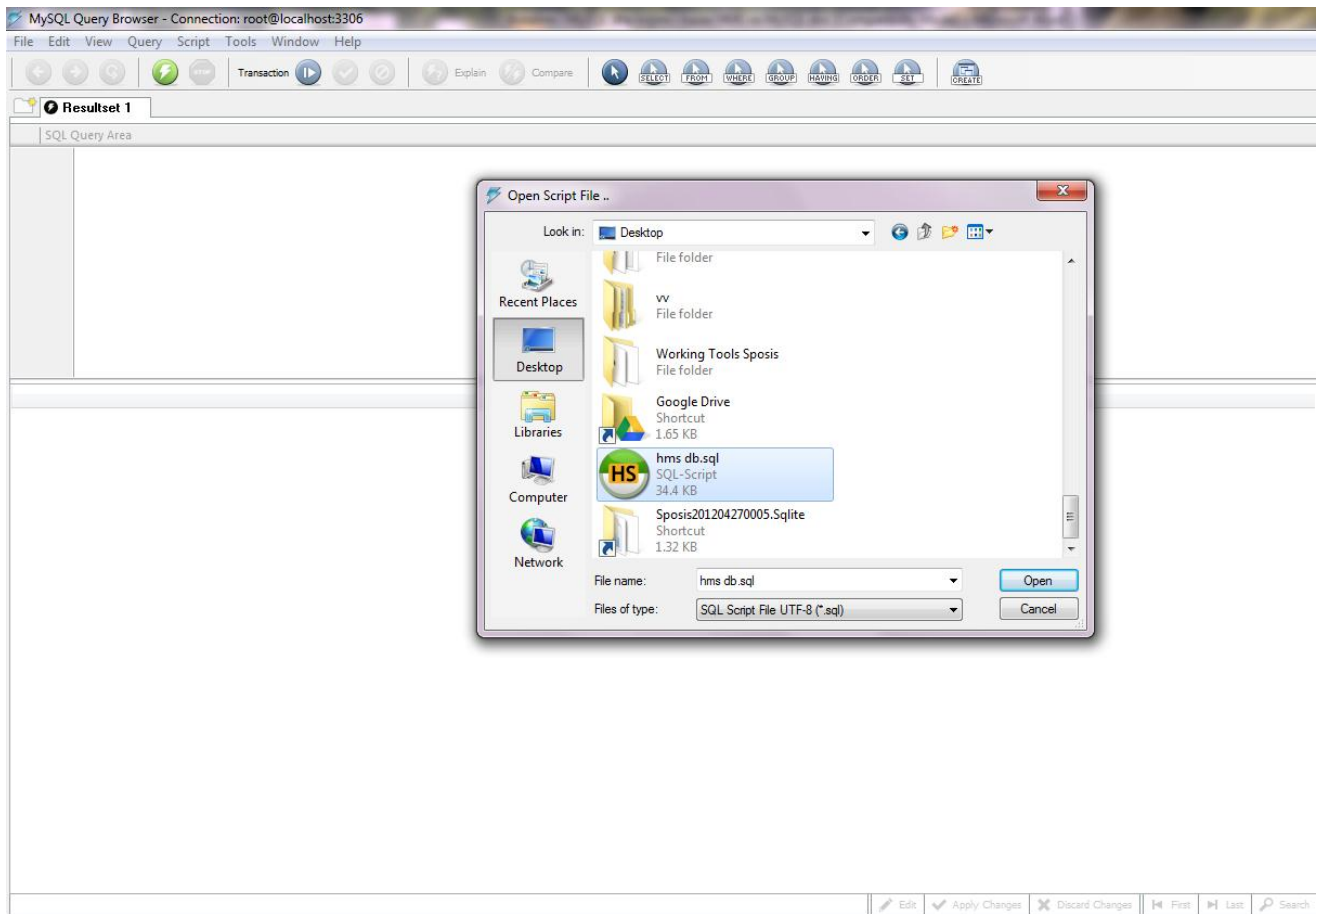 MySQL Query Browser - Connection: root@localhost:3306
File Edit View Query Script Tools Window Help
STOP Transaction Explain Compare SELECT FROM WHERE GROUP HAVING ORDER SET CREATE
Resultset 1
SQL Query Area
Open Script File ..
Look in: Desktop
Recent Places
Desktop
Libraries
Computer
Network
File folder
vv
File folder
Working Tools Sposis
File folder
Google Drive
Shortcut
1.65 KB
HS
hms db.sql
SQL-Script
34.4 KB
Sposis201204270005.Sqlite
Shortcut
1.32 KB
File name: hms db.sql Open
Files of type: SQL Script File UTF-8 (*.sql) Cancel
Edit Apply Changes Discard Changes First Last Search